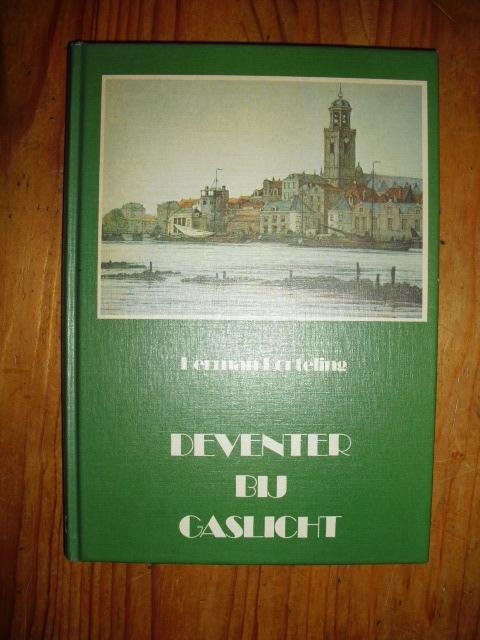 Herman Korteling
DEVENTER
BIJ
GASLICHT